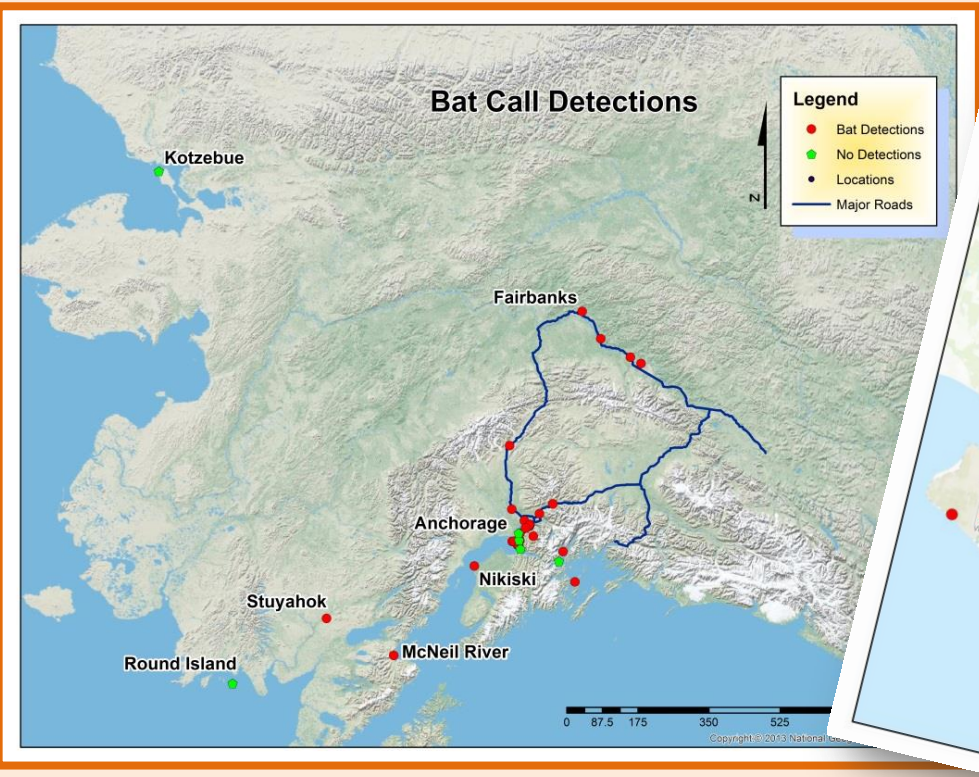 Bat Call Detections
Legend
Bat Detections
No Detections
Locations
Major Roads
N
Kotzebue
Fairbanks
Anchorage
Nikiski
Stuyahok
McNeil River
Round Island
0 87.5 175 350 525
Copyright:© 2013 National